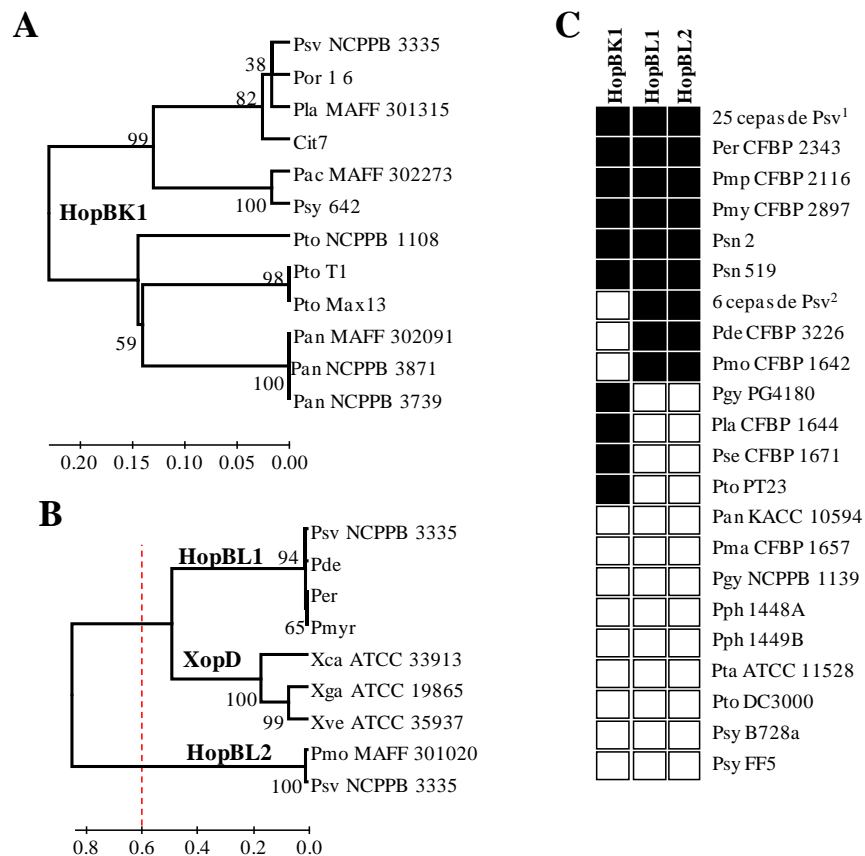 A
Psv NCPPB 3335
38
Por 1 6
82
Pla MAFF 301315
Cit7
99
Pac MAFF 302273
100
Psy 642
HopBK1
Pto NCPPB 1108
Pto T1
98
Pto Max13
Pan MAFF 302091
59
Pan NCPPB 3871
100
Pan NCPPB 3739
0.20 0.15 0.10 0.05 0.00
B
Psv NCPPB 3335
HopBL1 94
Pde
Per
65 Pmyr
XopD
Xca ATCC 33913
100
Xga ATCC 19865
99
Xve ATCC 35937
HopBL2
Pmo MAFF 301020
100 Psv NCPPB 3335
0.8 0.6 0.4 0.2 0.0
C
HopBK1
HopBL1
HopBL2
25 cepas de Psv¹
Per CFBP 2343
Pmp CFBP 2116
Pmy CFBP 2897
Psn 2
Psn 519
6 cepas de Psv²
Pde CFBP 3226
Pmo CFBP 1642
Pgy PG4180
Pla CFBP 1644
Pse CFBP 1671
Pto PT23
Pan KACC 10594
Pma CFBP 1657
Pgy NCPPB 1139
Pph 1448A
Pph 1449B
Pta ATCC 11528
Pto DC3000
Psy B728a
Psy FF5